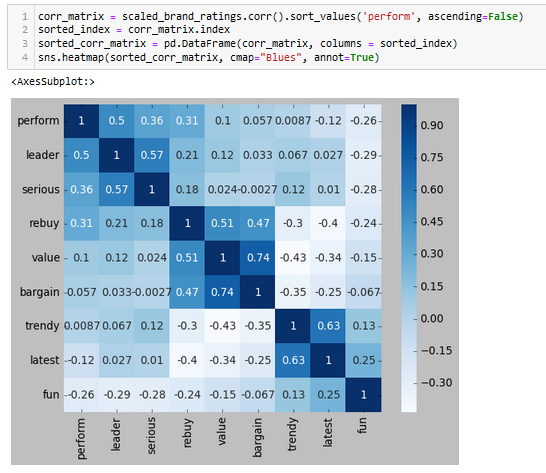 1 corr_matrix = scaled_brand_ratings.corr().sort_values('perform', ascending=False)
2 sorted_index = corr_matrix.index
3 sorted_corr_matrix = pd.DataFrame(corr_matrix, columns = sorted_index)
4 sns.heatmap(sorted_corr_matrix, cmap="Blues", annot=True)
<AxesSubplot:>
perform 1 0.5 0.36 0.31 0.1 0.057 0.0087 -0.12 -0.26
leader 0.5 1 0.57 0.21 0.12 0.033 0.067 0.027 -0.29
serious 0.36 0.57 1 0.18 0.024 -0.0027 0.12 0.01 -0.28
rebuy 0.31 0.21 0.18 1 0.51 0.47 -0.3 -0.4 -0.24
value 0.1 0.12 0.024 0.51 1 0.74 -0.43 -0.34 -0.15
bargain -0.057 0.033 -0.0027 0.47 0.74 1 -0.35 -0.25 -0.067
trendy 0.0087 0.067 0.12 -0.3 -0.43 -0.35 1 0.63 0.13
latest -0.12 0.027 0.01 -0.4 -0.34 -0.25 0.63 1 0.25
fun -0.26 -0.29 -0.28 -0.24 -0.15 -0.067 0.13 0.25 1
perform leader serious rebuy value bargain trendy latest fun
0.90
0.75
0.60
0.45
0.30
0.15
0.00
-0.15
-0.30